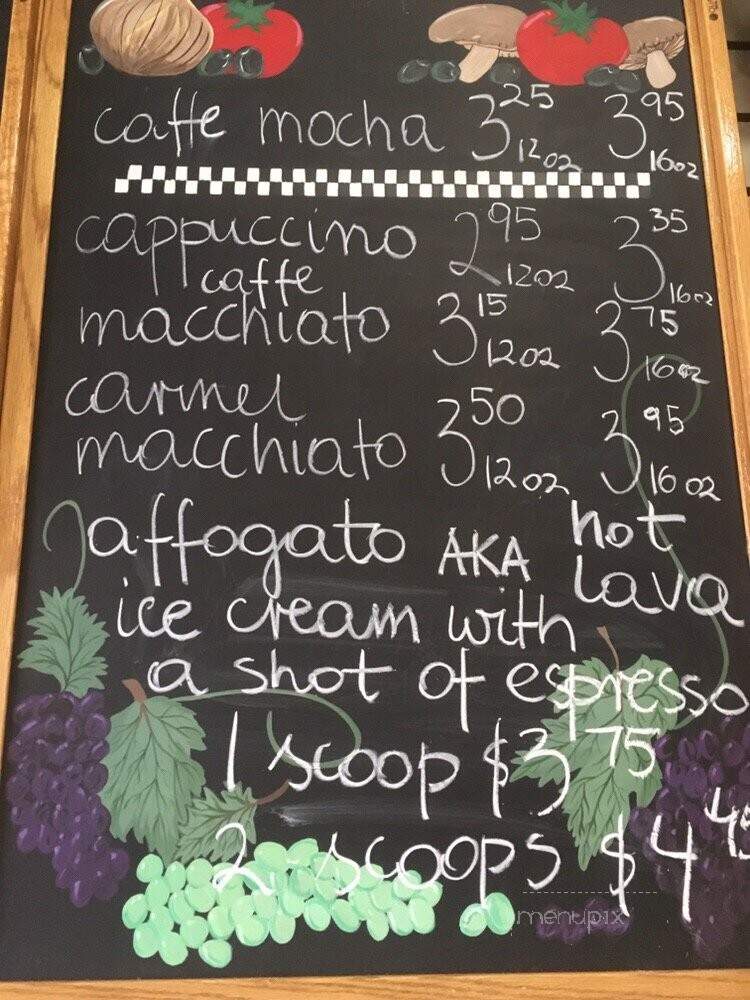 caffe mocha 3 25 12oz 3 95 16oz
cappuccino 2 95 12oz 3 35 16oz
caffe
macchiato 3 15 12oz 3 75 16oz
carmel
macchiato 3 50 12oz 3 95 16oz
affogato AKA hot lava
ice cream with
a shot of espresso
1 scoop $3 75
2 scoops $4 45
menupix